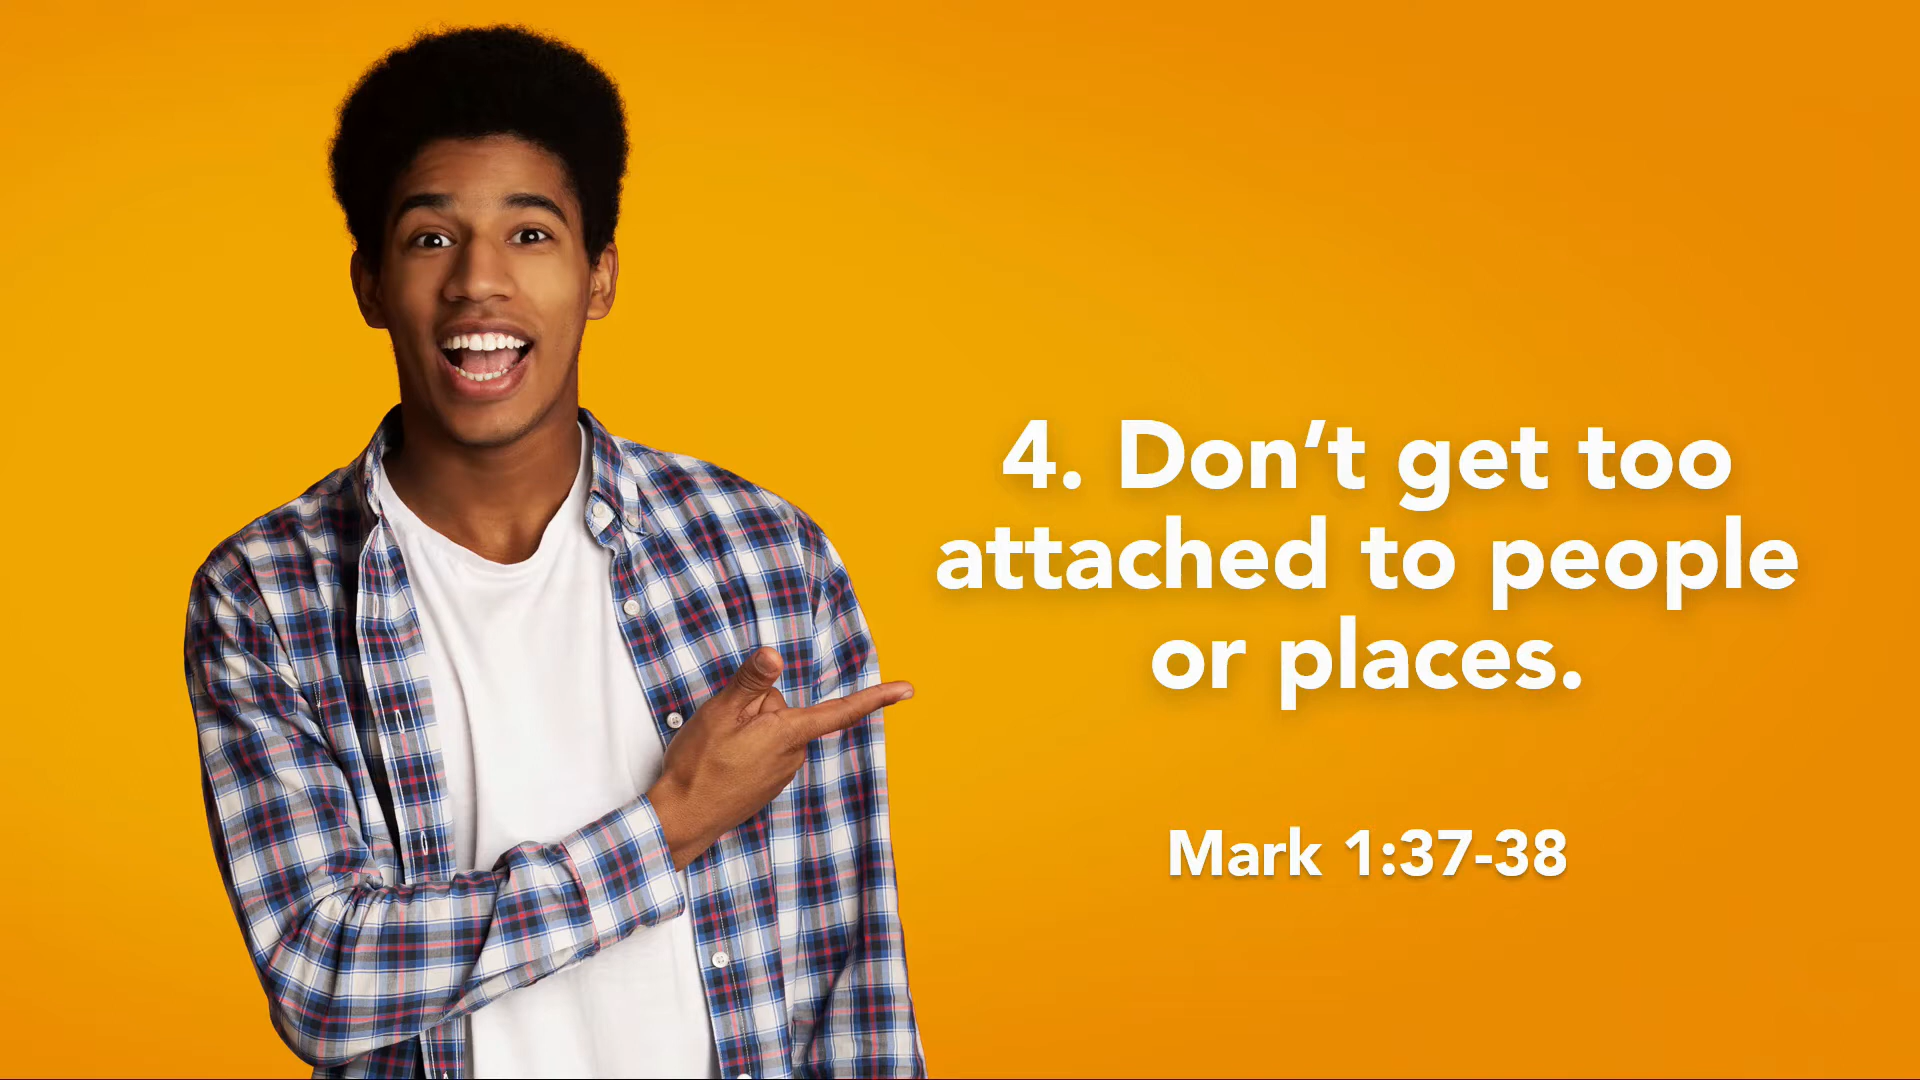 4. Don’t get too
attached to people
or places.
Mark 1:37-38